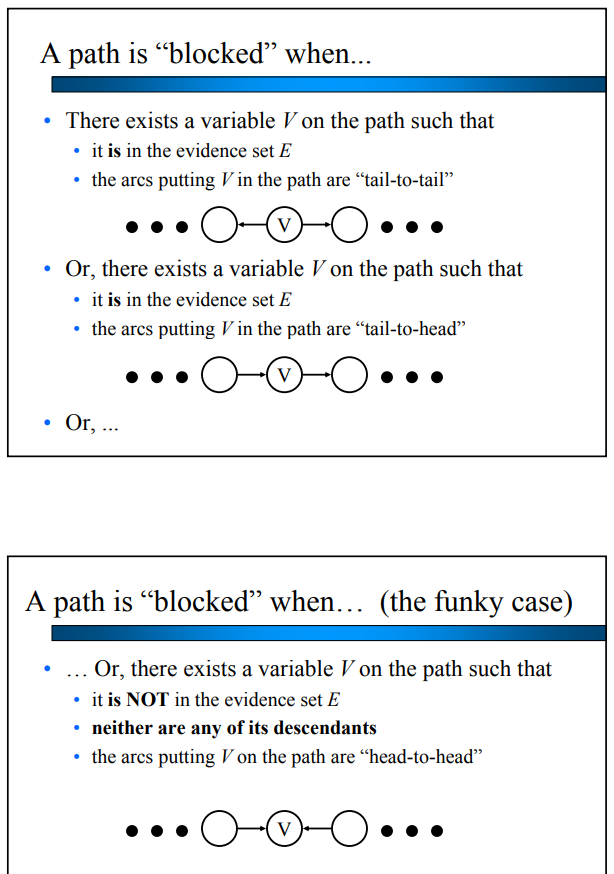 A path is “blocked” when...
• There exists a variable V on the path such that
• it is in the evidence set E
• the arcs putting V in the path are “tail-to-tail”
V
• Or, there exists a variable V on the path such that
• it is in the evidence set E
• the arcs putting V in the path are “tail-to-head”
V
• Or, ...
A path is “blocked” when… (the funky case)
• … Or, there exists a variable V on the path such that
• it is NOT in the evidence set E
• neither are any of its descendants
• the arcs putting V on the path are “head-to-head”
V